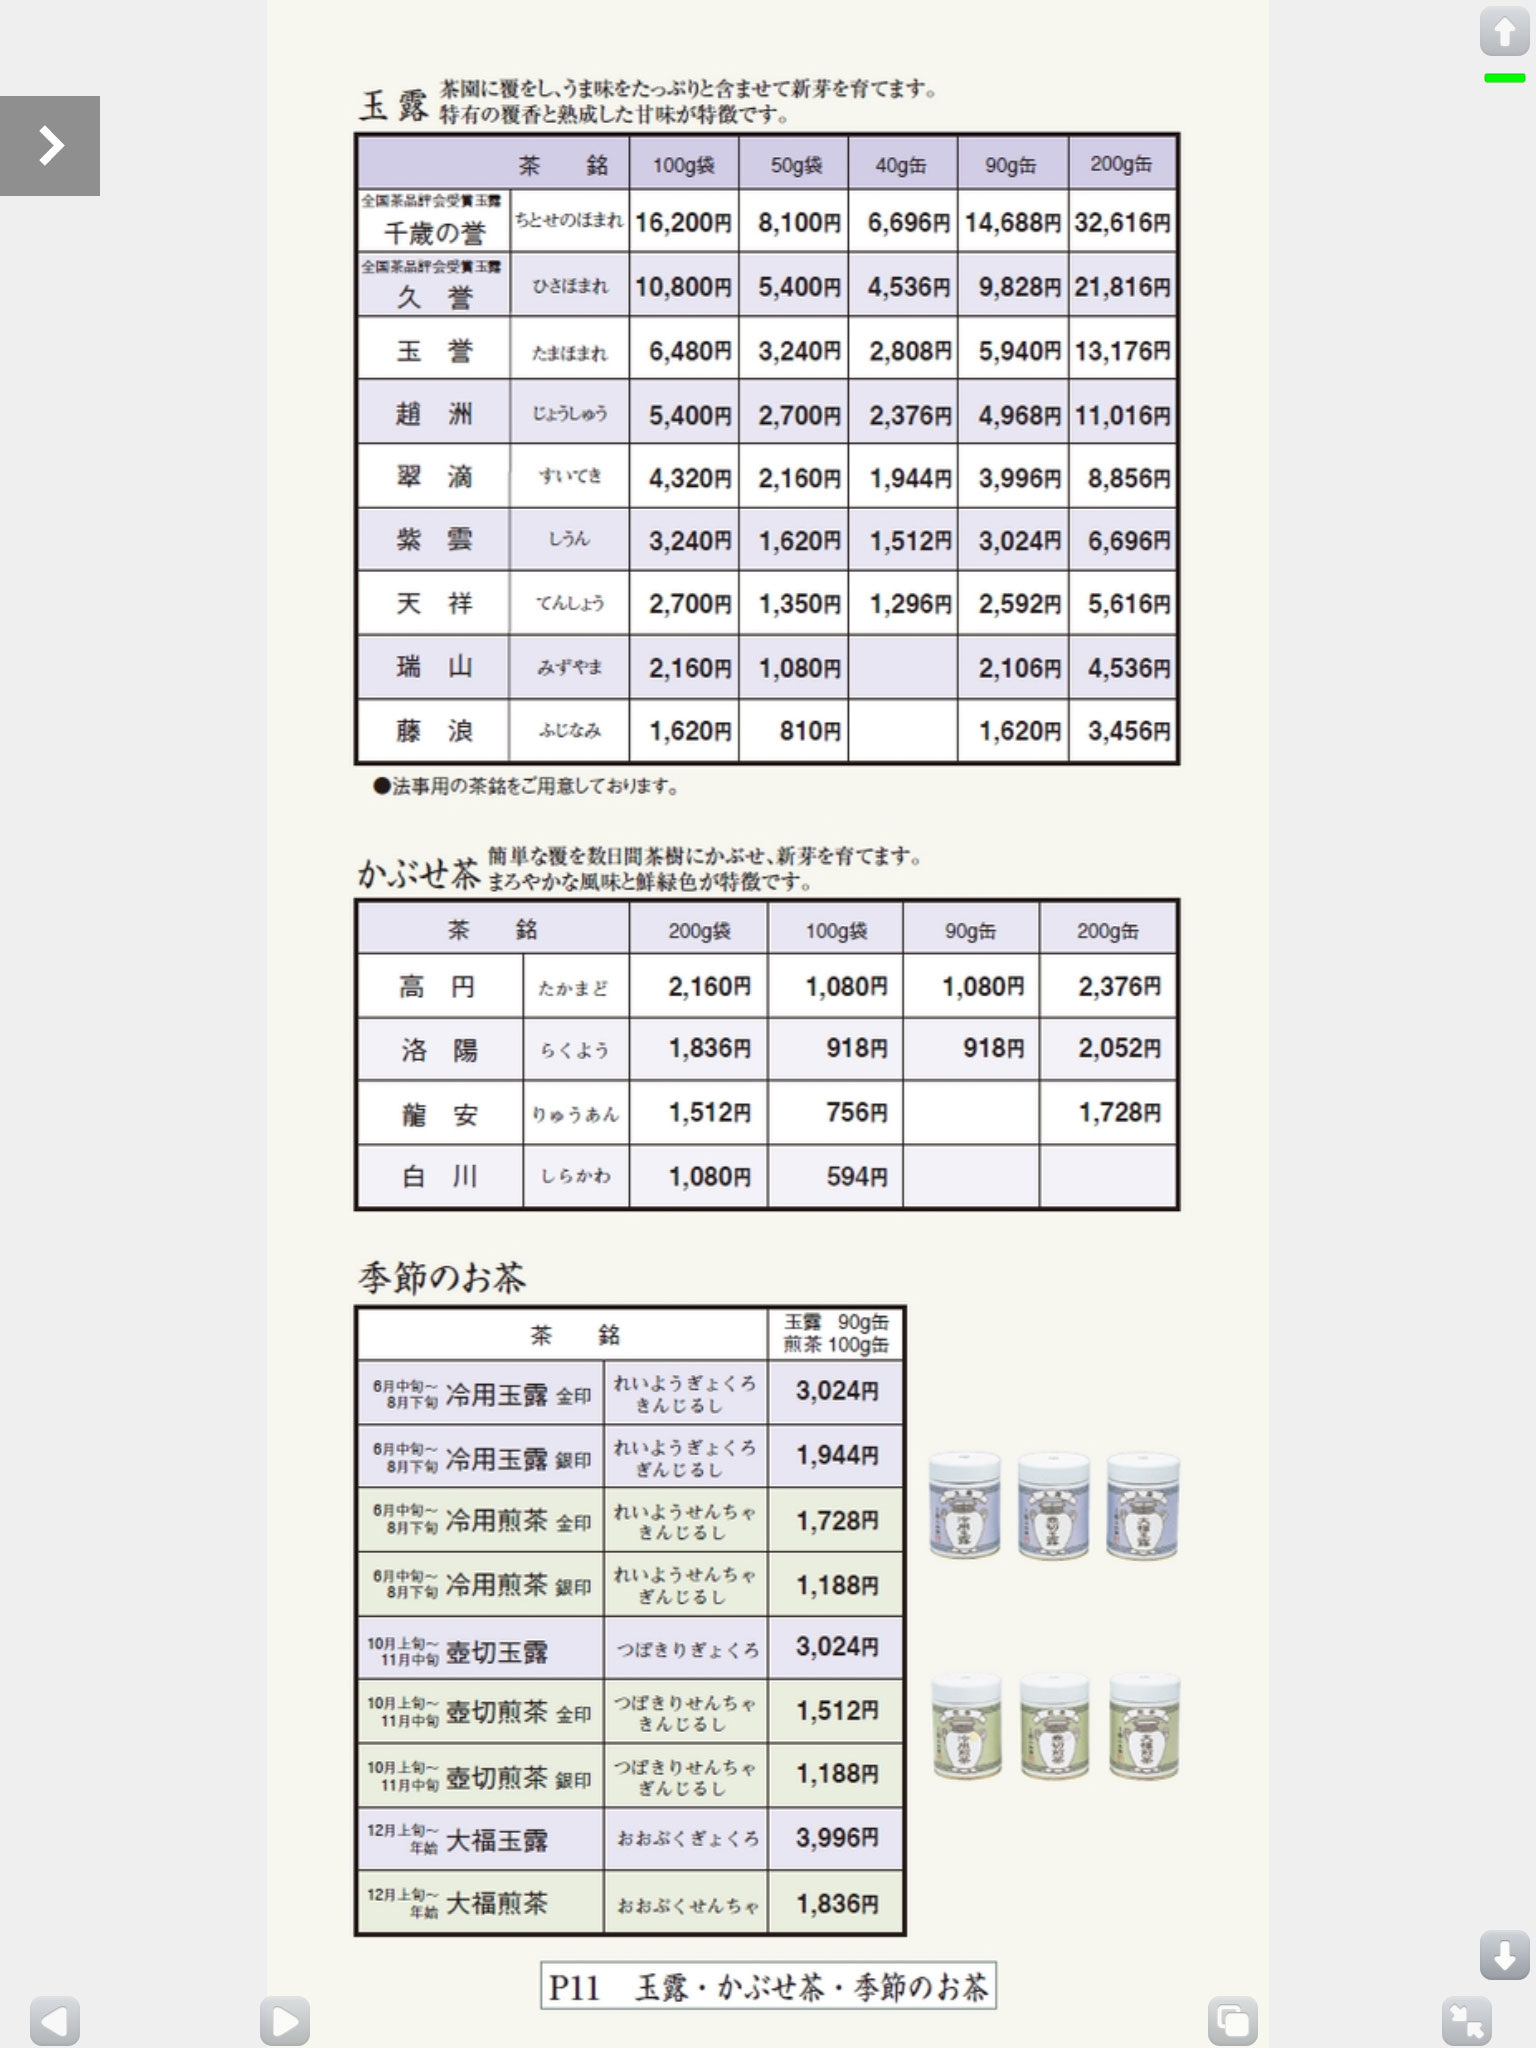 玉露 茶園に覆をし、うま味をたっぷりと含ませて新芽を育てます。
特有の覆香と熟成した甘味が特徴です。
茶　銘 100g袋 50g袋 40g缶 90g缶 200g缶
全国茶品評会受賞玉露
千歳の誉 ちとせのほまれ 16,200円 8,100円 6,696円 14,688円 32,616円
全国茶品評会受賞玉露
久　誉 ひさほまれ 10,800円 5,400円 4,536円 9,828円 21,816円
玉　誉 たまほまれ 6,480円 3,240円 2,808円 5,940円 13,176円
趙　洲 じょうしゅう 5,400円 2,700円 2,376円 4,968円 11,016円
翠　滴 すいてき 4,320円 2,160円 1,944円 3,996円 8,856円
紫　雲 しうん 3,240円 1,620円 1,512円 3,024円 6,696円
天　祥 てんしょう 2,700円 1,350円 1,296円 2,592円 5,616円
瑞　山 みずやま 2,160円 1,080円 2,106円 4,536円
藤　浪 ふじなみ 1,620円 810円 1,620円 3,456円
●法事用の茶銘をご用意しております。
かぶせ茶 簡単な覆を数日間茶樹にかぶせ、新芽を育てます。
まろやかな風味と鮮緑色が特徴です。
茶　銘 200g袋 100g袋 90g缶 200g缶
高　円 たかまど 2,160円 1,080円 1,080円 2,376円
洛　陽 らくよう 1,836円 918円 918円 2,052円
龍　安 りゅうあん 1,512円 756円 1,728円
白　川 しらかわ 1,080円 594円
季節のお茶
茶　銘 玉露 90g缶
煎茶 100g缶
6月中旬〜8月下旬 冷用玉露 金印 れいようぎょくろ きんじるし 3,024円
6月中旬〜8月下旬 冷用玉露 銀印 れいようぎょくろ ぎんじるし 1,944円
6月中旬〜8月下旬 冷用煎茶 金印 れいようせんちゃ きんじるし 1,728円
6月中旬〜8月下旬 冷用煎茶 銀印 れいようせんちゃ ぎんじるし 1,188円
10月上旬〜11月中旬 壺切玉露 つぼきりぎょくろ 3,024円
10月上旬〜11月中旬 壺切煎茶 金印 つぼきりせんちゃ きんじるし 1,512円
10月上旬〜11月中旬 壺切煎茶 銀印 つぼきりせんちゃ ぎんじるし 1,188円
12月上旬〜年始 大福玉露 おおぶくぎょくろ 3,996円
12月上旬〜年始 大福煎茶 おおぶくせんちゃ 1,836円
冷用玉露 壺切玉露 大福玉露
冷用煎茶 壺切煎茶 大福煎茶
P11　玉露・かぶせ茶・季節のお茶